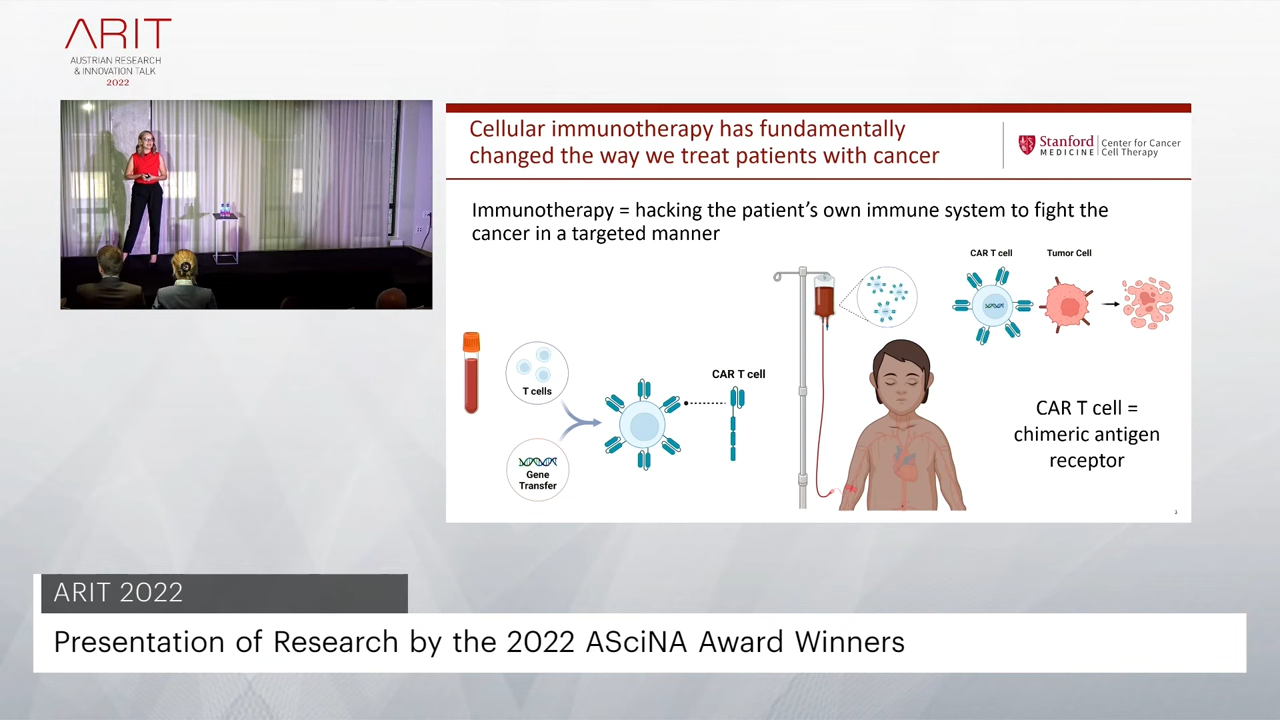 ARIT
AUSTRIAN RESEARCH
& INNOVATION TALK
2022
Cellular immunotherapy has fundamentally
changed the way we treat patients with cancer
Stanford
MEDICINE
Center for Cancer
Cell Therapy
Immunotherapy = hacking the patient's own immune system to fight the
cancer in a targeted manner
CAR T cell
Tumor Cell
T cells
CAR T cell
Gene
Transfer
CAR T cell =
chimeric antigen
receptor
3
ARIT 2022
Presentation of Research by the 2022 ASciNA Award Winners